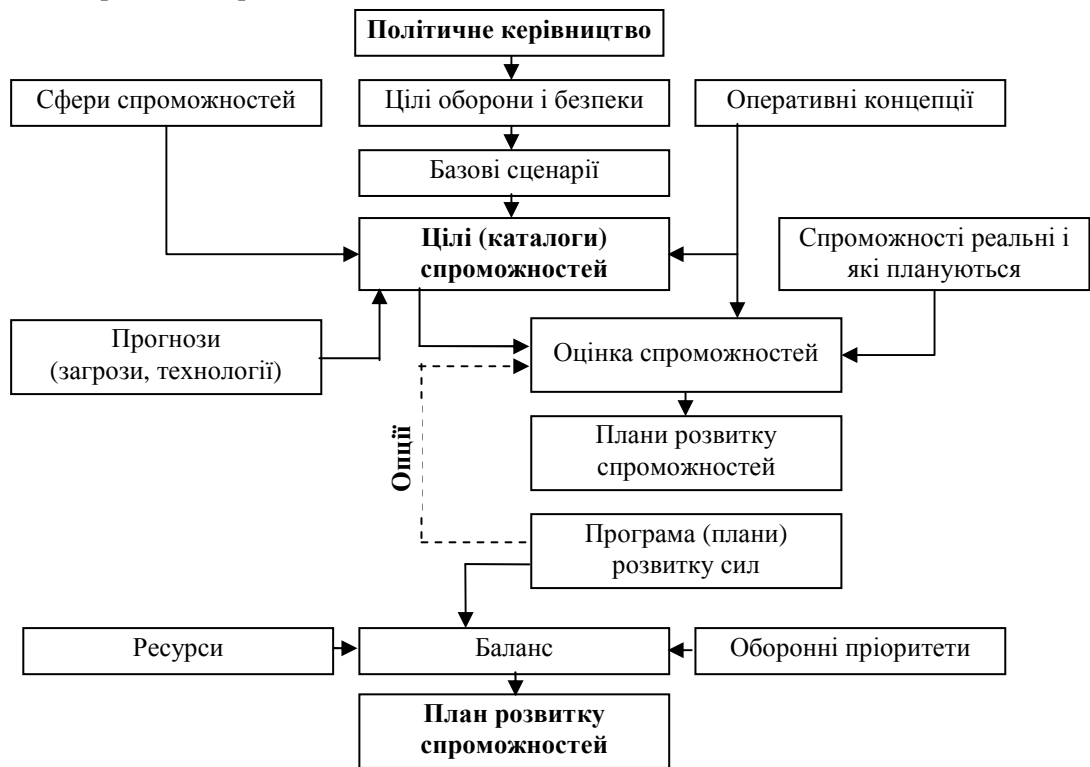 Політичне керівництво
Сфери спроможностей
Цілі оборони і безпеки
Оперативні концепції
Базові сценарії
Цілі (каталоги)
спроможностей
Спроможності реальні і
які плануються
Прогнози
(загрози, технології)
Оцінка спроможностей
Опції
Плани розвитку
спроможностей
Програма (плани)
розвитку сил
Ресурси
Баланс
Оборонні пріоритети
План розвитку
спроможностей